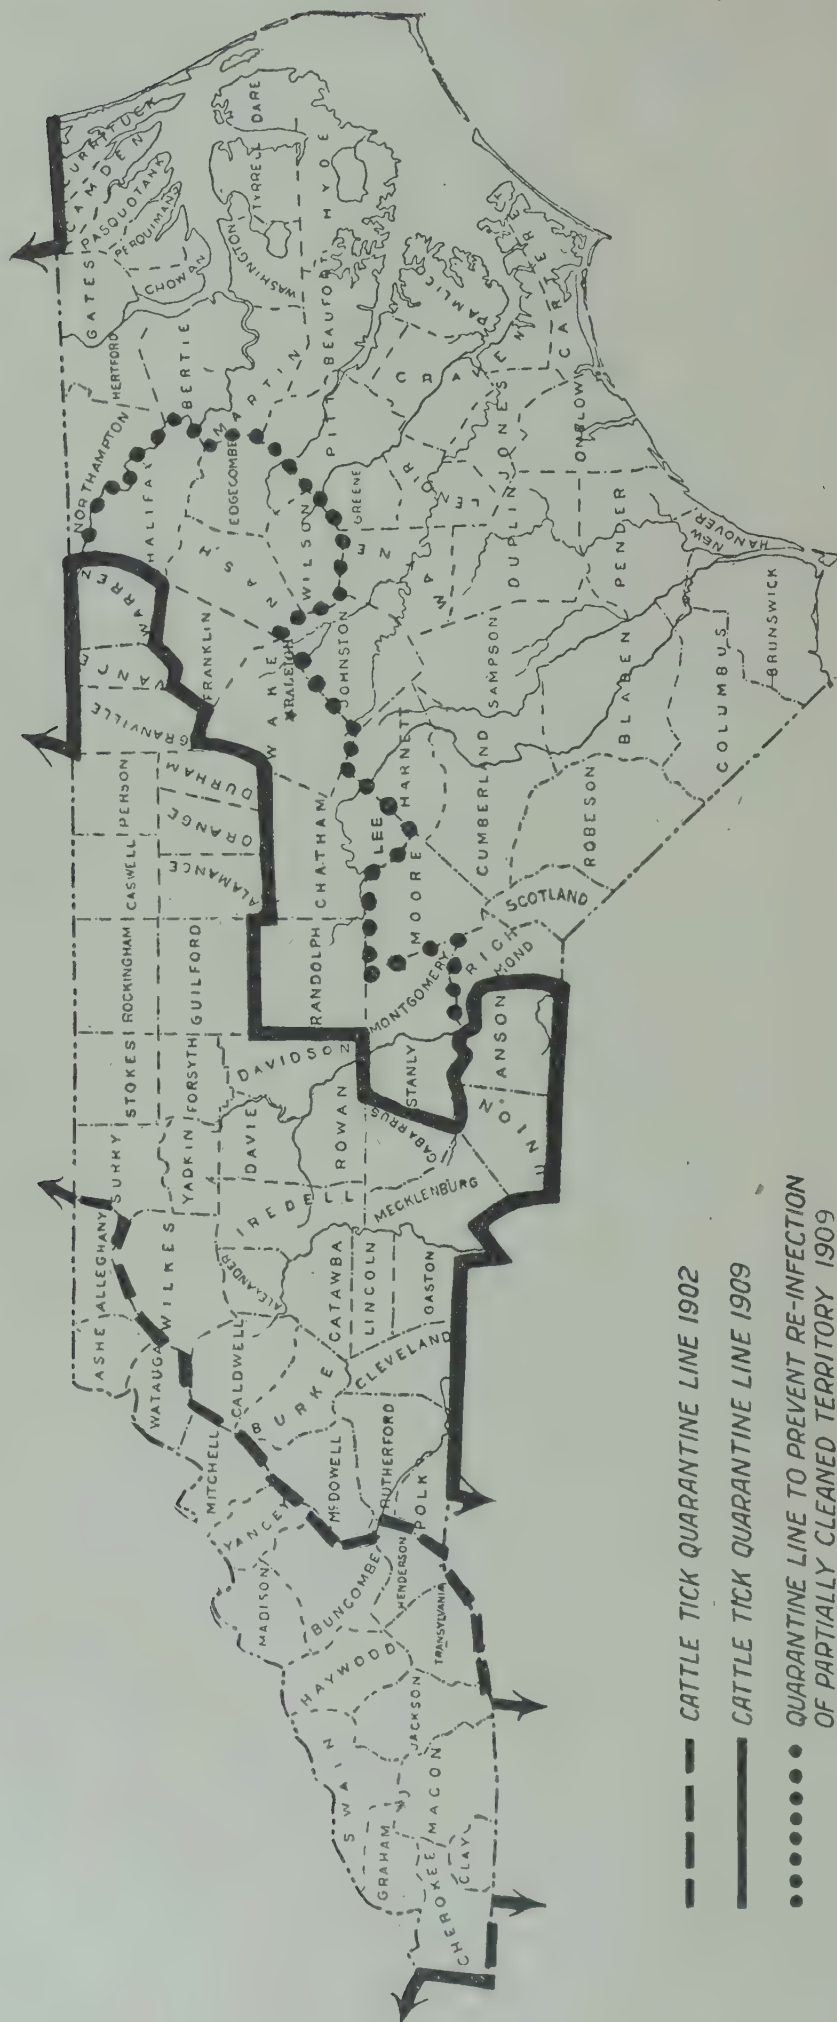 CURRITUCK
CAMDEN
PASQUOTANK
PERQUIMANS
GATES
CHOWAN
HERTFORD
NORTHAMPTON
BERTIE
WASHINGTON
TYRRELL
DARE
HYDE
BEAUFORT
MARTIN
HALIFAX
EDGECOMBE
PITT
WARREN
VANCE
GRANVILLE
FRANKLIN
NASH
WILSON
GREENE
PAMLICO
CRAVEN
CARTERET
JONES
LENOIR
WAYNE
JOHNSTON
WAKE
RALEIGH
DURHAM
PERSON
ORANGE
CASWELL
ALAMANCE
CHATHAM
LEE
HARNETT
SAMPSON
DUPLIN
ONSLOW
PENDER
NEW
HANOVER
BRUNSWICK
COLUMBUS
BLADEN
CUMBERLAND
ROBESON
SCOTLAND
MOORE
RICH
MOND
MONTGOMERY
RANDOLPH
GUILFORD
ROCKINGHAM
STOKES
FORSYTH
DAVIDSON
STANLY
ANSON
UNION
CABARRUS
ROWAN
DAVIE
YADKIN
SURRY
IREDELL
MECKLENBURG
ALLEGHANY
ASHE
WILKES
WATAUGA
ALEXANDER
CALDWELL
CATAWBA
LINCOLN
GASTON
BURKE
CLEVELAND
MITCHELL
McDOWELL
RUTHERFORD
POLK
YANCEY
MADISON
BUNCOMBE
HENDERSON
TRANSYLVANIA
HAYWOOD
JACKSON
SWAIN
MACON
GRAHAM
CLAY
CHEROKEE
CATTLE TICK QUARANTINE LINE 1902
CATTLE TICK QUARANTINE LINE 1909
QUARANTINE LINE TO PREVENT RE-INFECTION
OF PARTIALLY CLEANED TERRITORY 1909